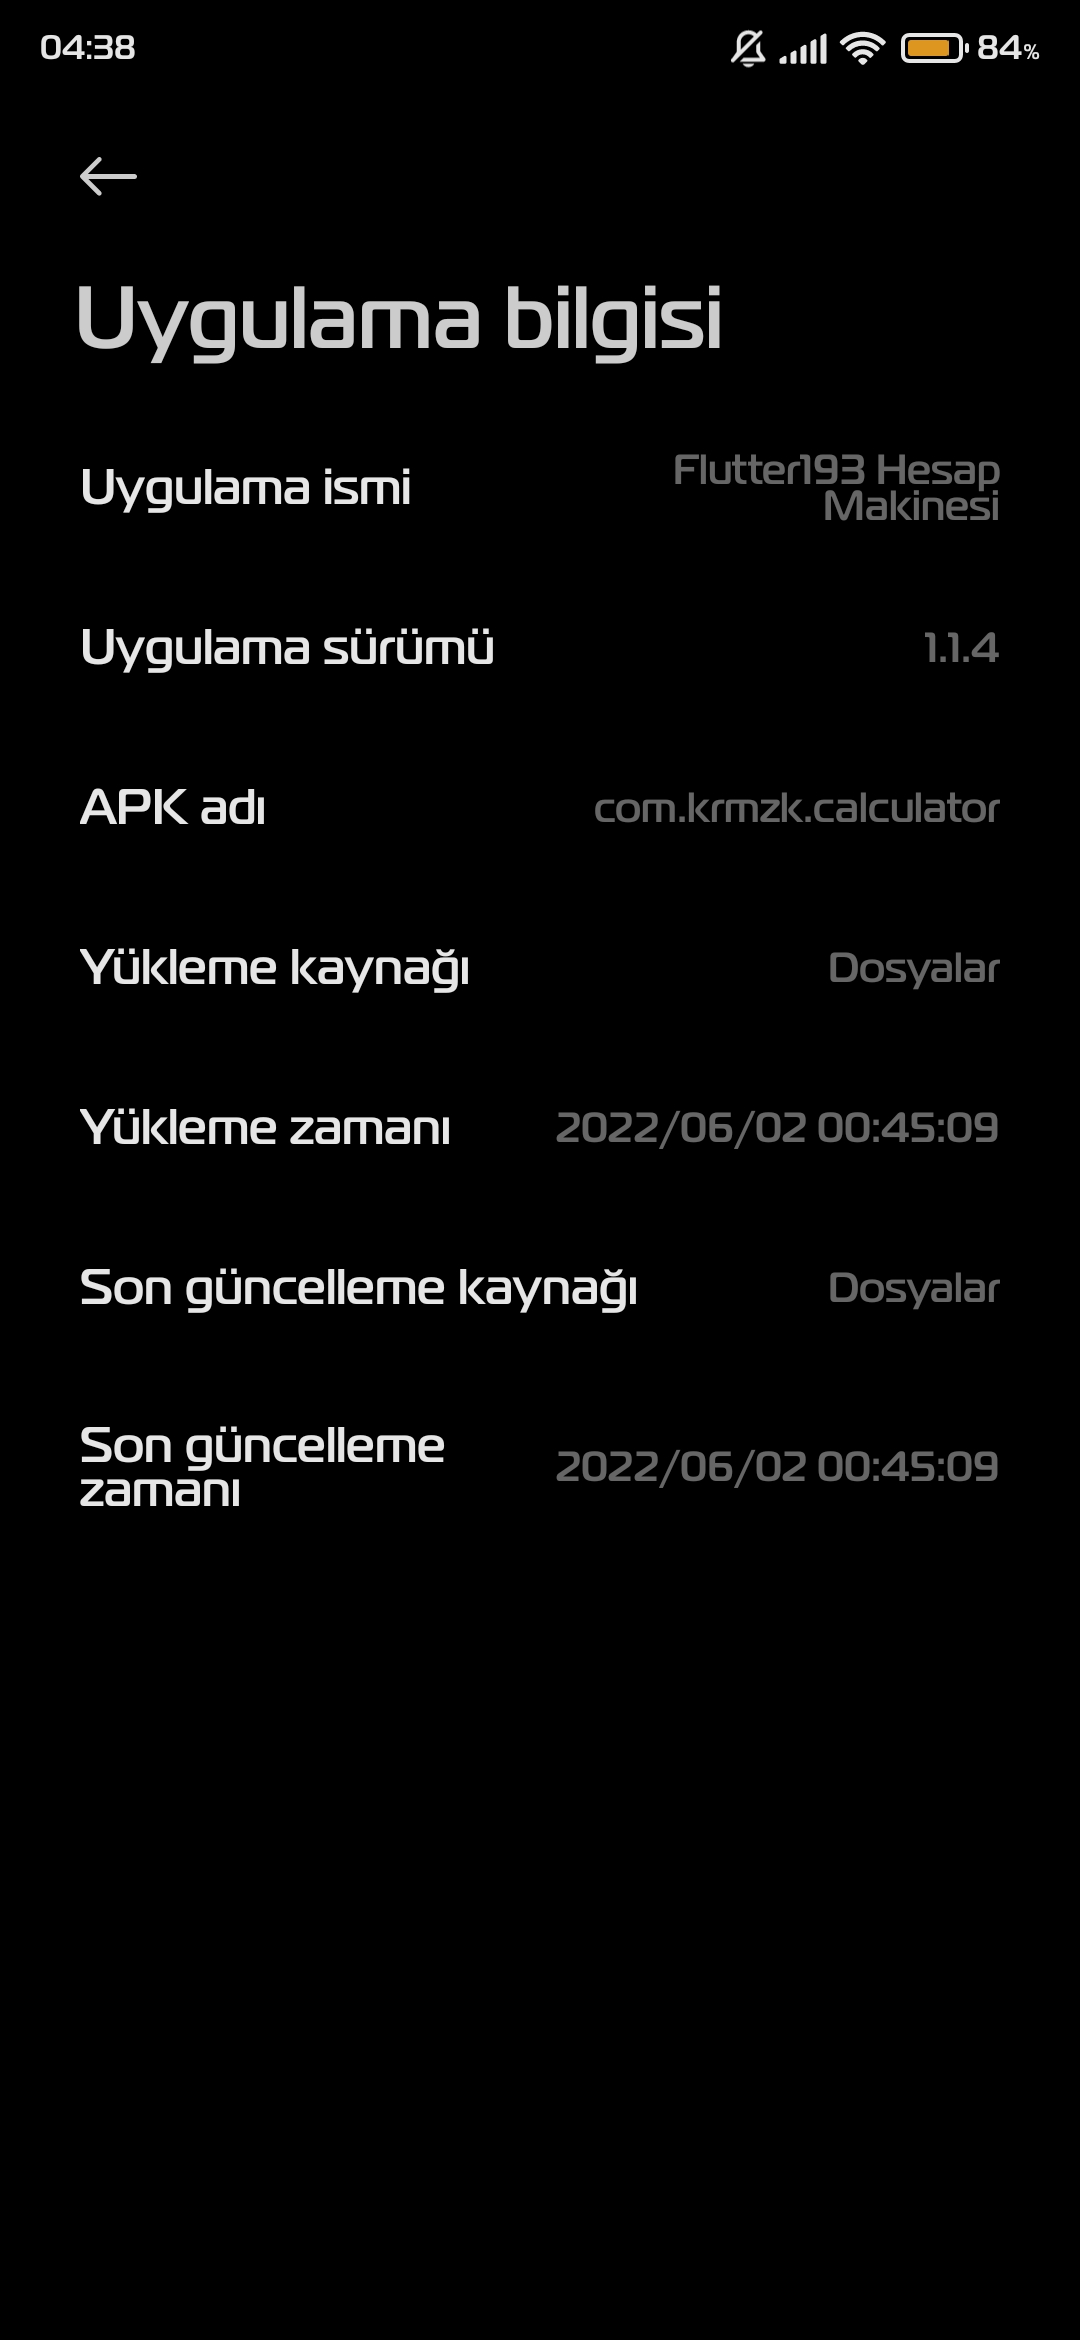 04:38
84%
Uygulama bilgisi
Uygulama ismi
Flutter193 Hesap
Makinesi
Uygulama sürümü
1.1.4
APK adı
com.krmzk.calculator
Yükleme kaynağı
Dosyalar
Yükleme zamanı
2022/06/02 00:45:09
Son güncelleme kaynağı
Dosyalar
Son güncelleme
zamanı
2022/06/02 00:45:09